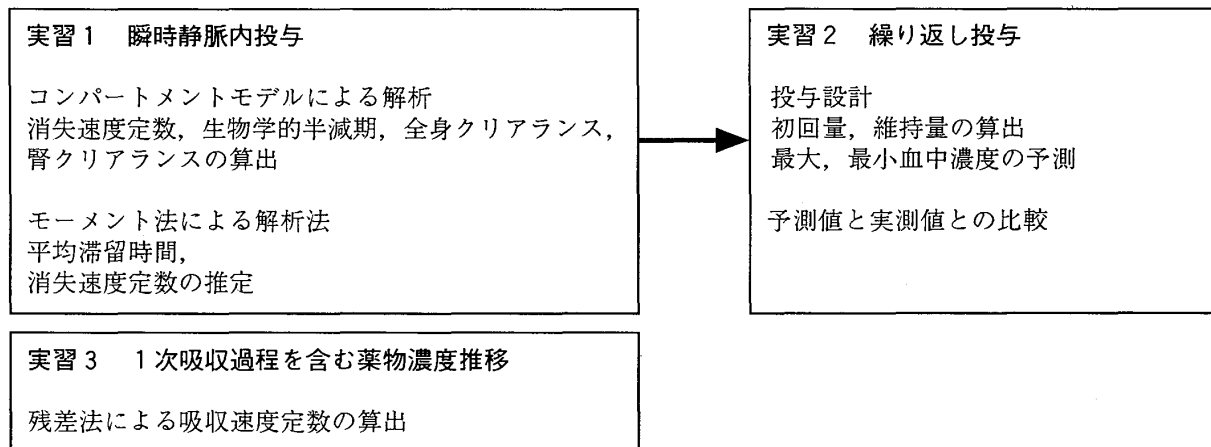 実習1 瞬時静脈内投与
コンパートメントモデルによる解析
消失速度定数，生物学的半減期，全身クリアランス，
腎クリアランスの算出
モーメント法による解析法
平均滞留時間，
消失速度定数の推定
実習2 繰り返し投与
投与設計
初回量，維持量の算出
最大，最小血中濃度の予測
予測値と実測値との比較
実習3 1次吸収過程を含む薬物濃度推移
残差法による吸収速度定数の算出